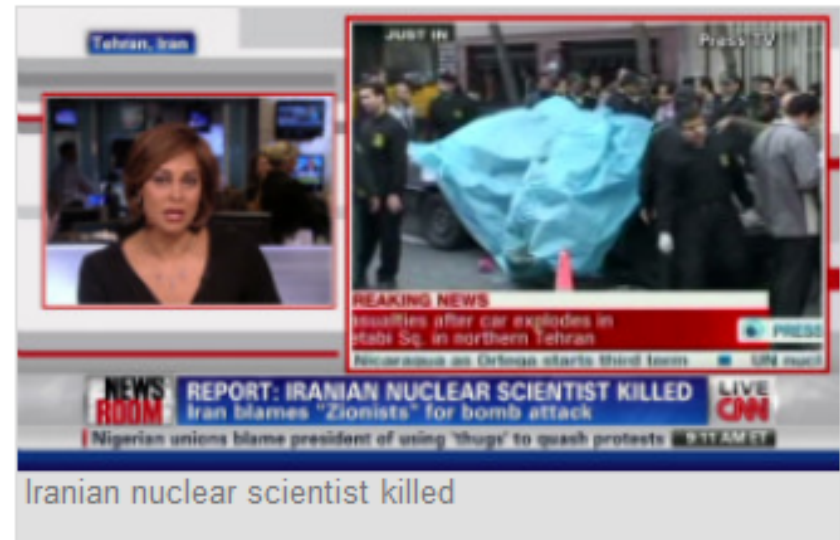 Tehran, Iran
JUST IN
Press TV
REAKING NEWS
asualties after car explodes in
etabi Sq. in northern Tehran
PRESS
Nicaragua as Ortega starts third term
UN nucl
NEWS
ROOM
REPORT: IRANIAN NUCLEAR SCIENTIST KILLED
Iran blames "Zionists" for bomb attack
LIVE
CNN
Nigerian unions blame president of using 'thugs' to quash protests
9:11 AM ET
Iranian nuclear scientist killed